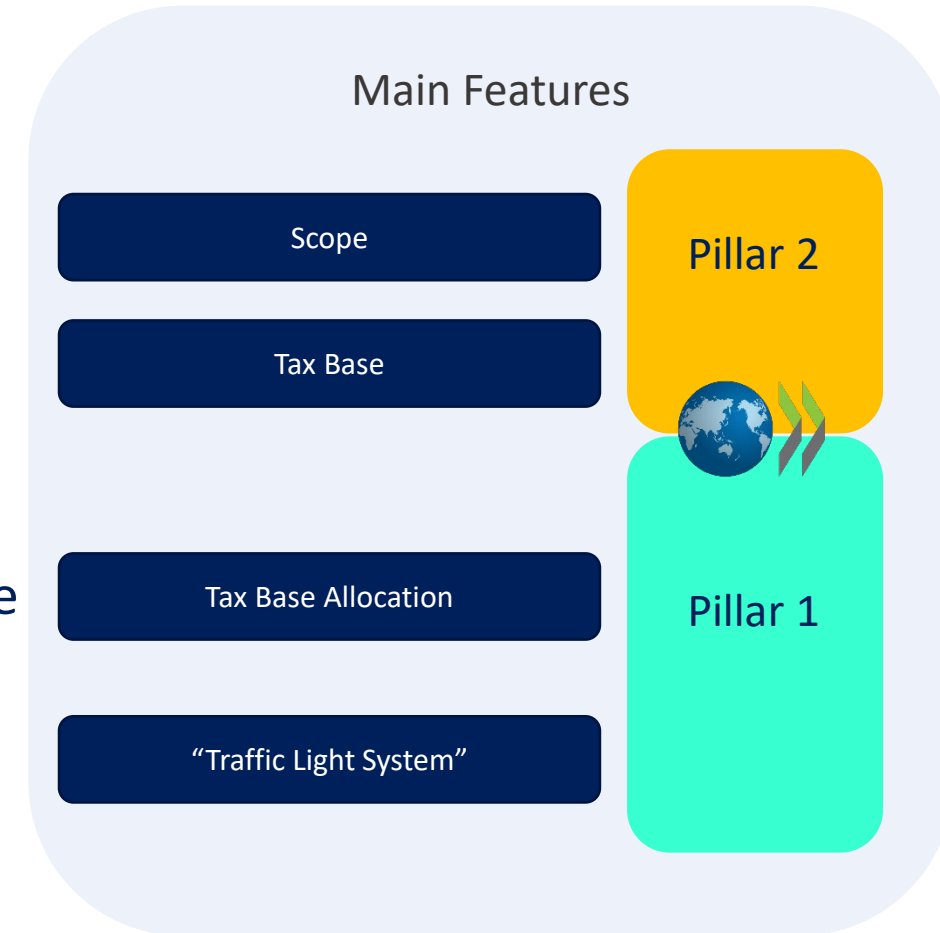 Main Features
Scope
Pillar 2
Tax Base
e
Tax Base Allocation
Pillar 1
“Traffic Light System”